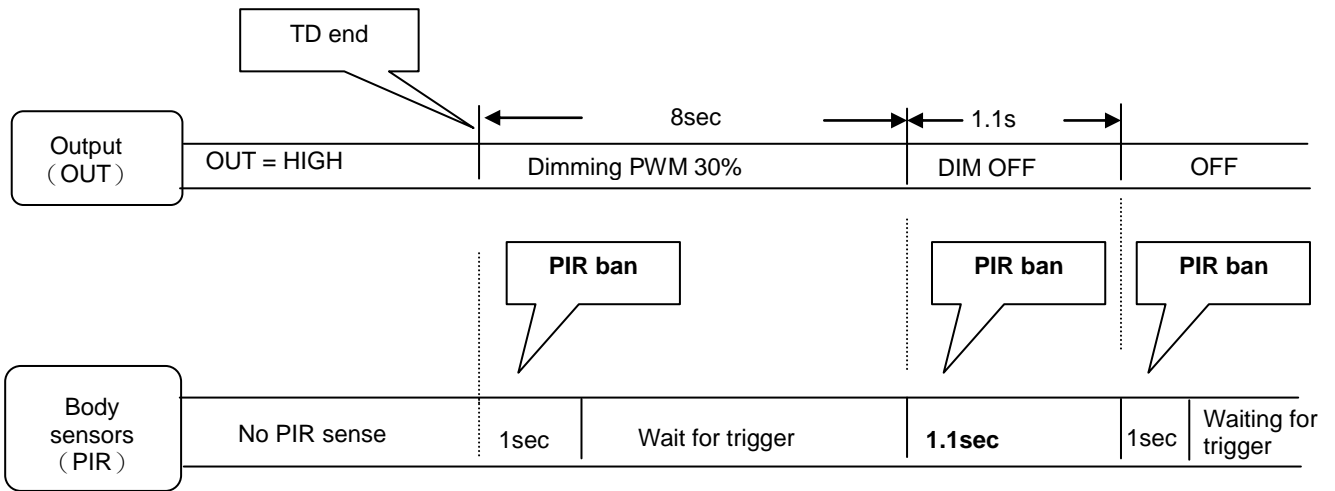 TD end
8sec
1.1s
Output
（OUT）
OUT = HIGH
Dimming PWM 30%
DIM OFF
OFF
PIR ban
PIR ban
PIR ban
Body
sensors
（PIR）
No PIR sense
1sec
Wait for trigger
1.1sec
1sec
Waiting for
trigger